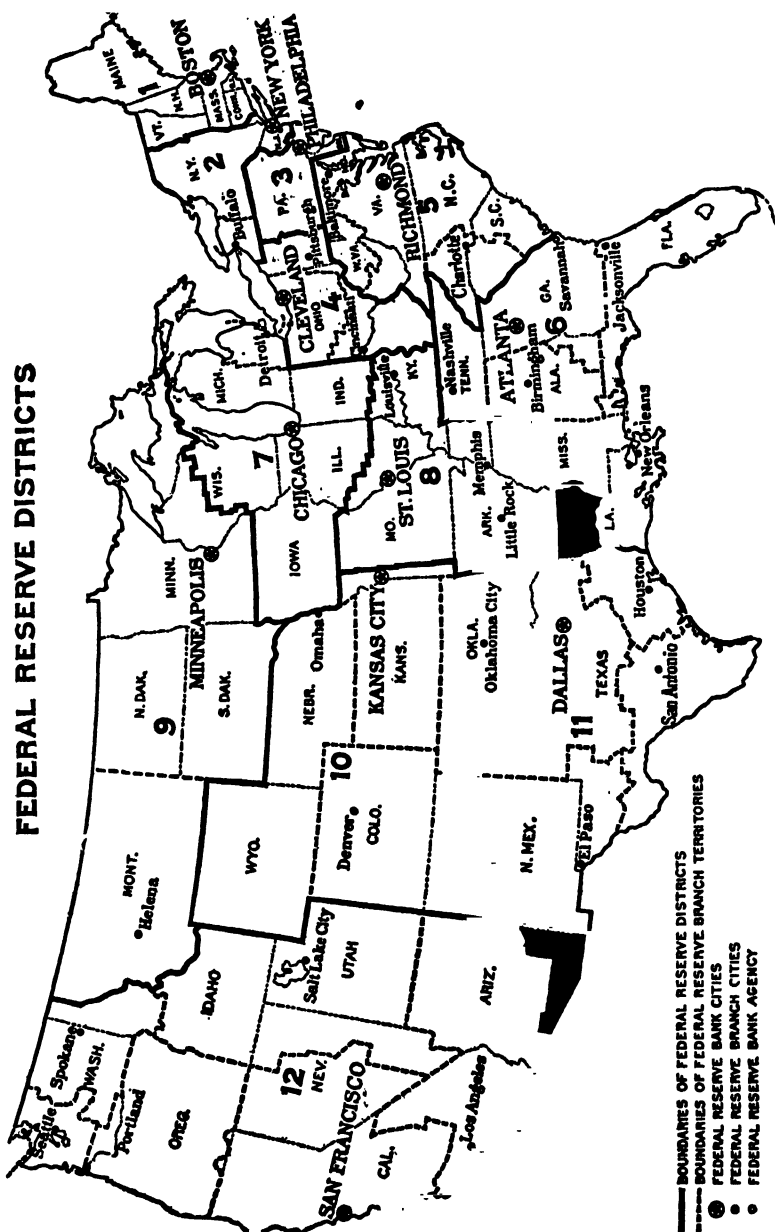 FEDERAL RESERVE DISTRICTS
MAINE
1
VT.
N.H.
BOSTON
MASS.
CONN.
N.Y.
2
Buffalo
NEW YORK
PHILADELPHIA
PA.
3
Pittsburgh
Baltimore
CLEVELAND
OHIO
4
Cincinnati
W.VA.
VA.
RICHMOND
5
N.C.
Charlotte
S.C.
MICH.
Detroit
IND.
WIS.
7
CHICAGO
ILL.
IOWA
Louisville
KY.
Nashville
TENN.
ATLANTA
GA.
6
Savannah
Birmingham
ALA.
Jacksonville
FLA.
MISS.
New Orleans
LA.
MO.
ST. LOUIS
8
Memphis
ARK.
Little Rock
MINN.
MINNEAPOLIS
N. DAK.
9
S. DAK.
NEBR.
Omaha
KANSAS CITY
KANS.
10
OKLA.
Oklahoma City
DALLAS
TEXAS
11
Houston
San Antonio
El Paso
N. MEX.
MONT.
Helena
WYO.
Denver
COLO.
IDAHO
Salt Lake City
UTAH
ARIZ.
Spokane
WASH.
Seattle
Portland
OREG.
12
NEV.
SAN FRANCISCO
CAL.
Los Angeles
BOUNDARIES OF FEDERAL RESERVE DISTRICTS
BOUNDARIES OF FEDERAL RESERVE BRANCH TERRITORIES
FEDERAL RESERVE BANK CITIES
FEDERAL RESERVE BRANCH CITIES
FEDERAL RESERVE BANK AGENCY